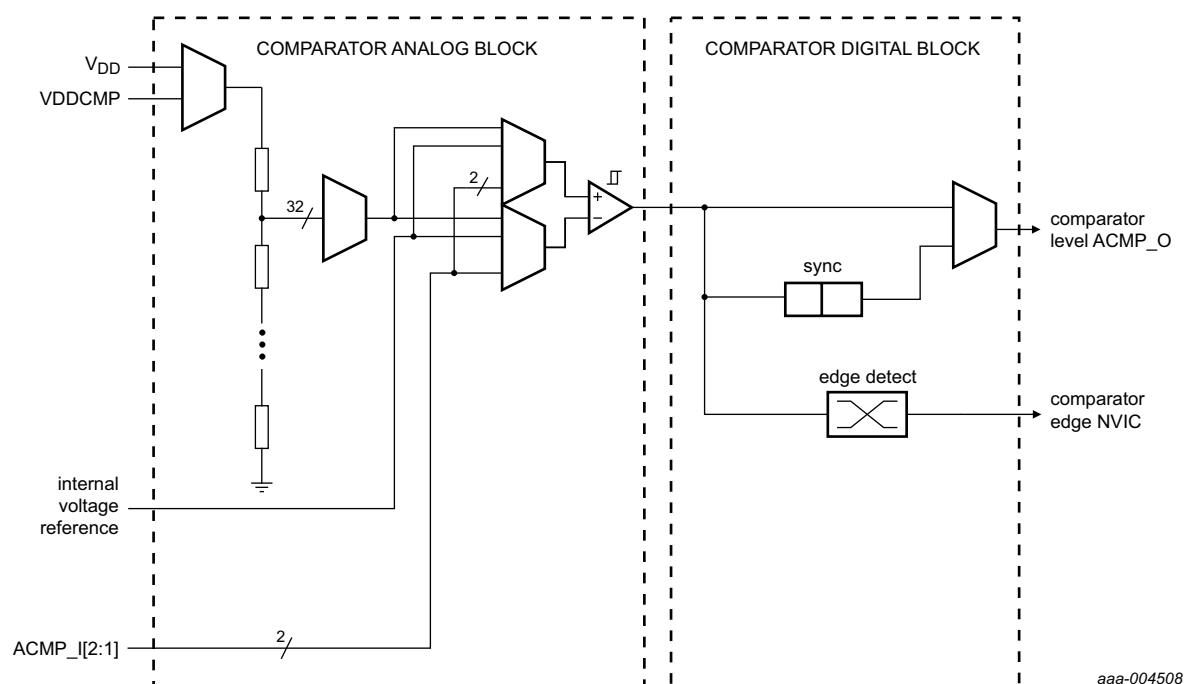 COMPARATOR ANALOG BLOCK
COMPARATOR DIGITAL BLOCK
VDD
VDDCMP
32
2
+
−
sync
comparator
level ACMP_O
edge detect
comparator
edge NVIC
internal
voltage
reference
ACMP_I[2:1]
2
aaa-004508